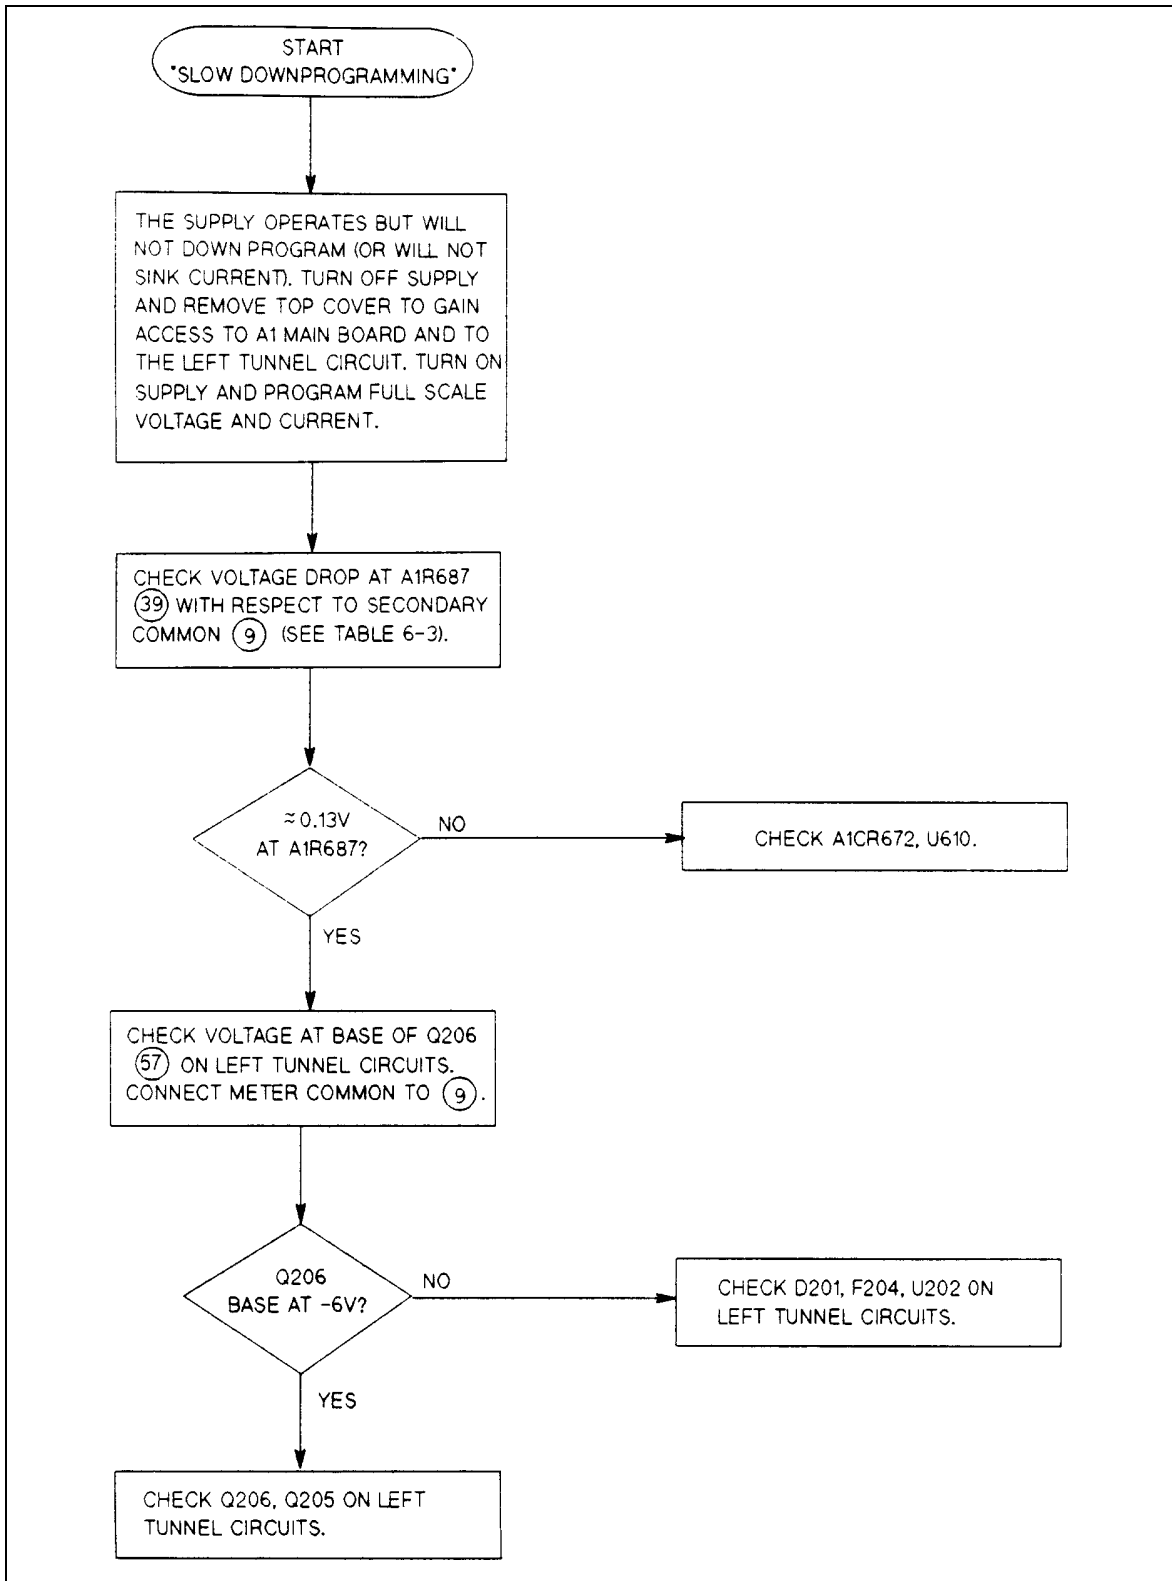 START
"SLOW DOWNPROGRAMMING"
THE SUPPLY OPERATES BUT WILL
NOT DOWN PROGRAM (OR WILL NOT
SINK CURRENT). TURN OFF SUPPLY
AND REMOVE TOP COVER TO GAIN
ACCESS TO A1 MAIN BOARD AND TO
THE LEFT TUNNEL CIRCUIT. TURN ON
SUPPLY AND PROGRAM FULL SCALE
VOLTAGE AND CURRENT.
CHECK VOLTAGE DROP AT A1R687
39 WITH RESPECT TO SECONDARY
COMMON 9 (SEE TABLE 6-3).
≈0.13V
AT A1R687?
NO
CHECK A1CR672, U610.
YES
CHECK VOLTAGE AT BASE OF Q206
57 ON LEFT TUNNEL CIRCUITS.
CONNECT METER COMMON TO 9.
Q206
BASE AT -6V?
NO
CHECK D201, F204, U202 ON
LEFT TUNNEL CIRCUITS.
YES
CHECK Q206, Q205 ON LEFT
TUNNEL CIRCUITS.